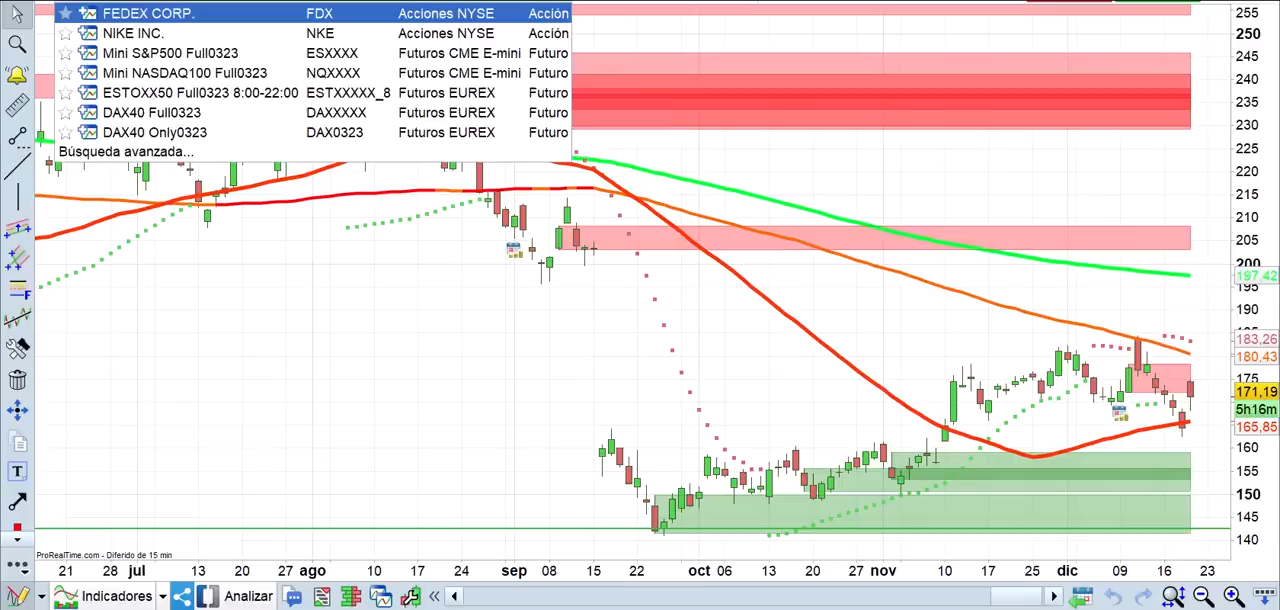 FEDEX CORP. FDX Acciones NYSE Acción
NIKE INC. NKE Acciones NYSE Acción
Mini S&P500 Full0323 ESXXXX Futuros CME E-mini Futuro
Mini NASDAQ100 Full0323 NQXXXX Futuros CME E-mini Futuro
ESTOXX50 Full0323 8:00-22:00 ESTXXXXX_8 Futuros EUREX Futuro
DAX40 Full0323 DAXXXXX Futuros EUREX Futuro
DAX40 Only0323 DAX0323 Futuros EUREX Futuro
Búsqueda avanzada...
255
250
245
240
235
230
225
220
215
210
205
200
197,42
195
190
183,26
180,43
175
171,19
5h16m
165,85
160
155
150
145
140
ProRealTime.com - Diferido de 15 min
21 28 jul 13 20 27 ago 10 17 24 sep 08 15 22 oct 06 13 20 27 nov 10 17 25 dic 09 16 23
Indicadores Analizar